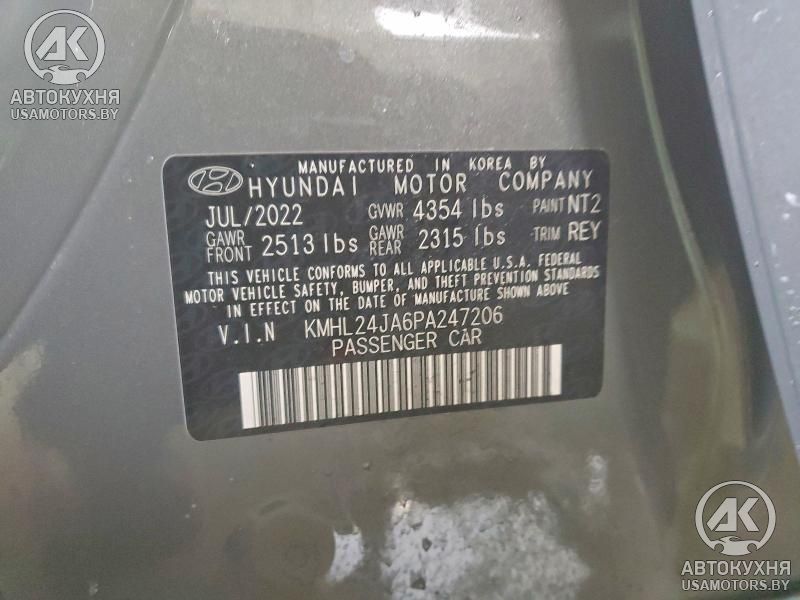 AK
АВТОКУХНЯ
USAMOTORS.BY
MANUFACTURED IN KOREA BY
HYUNDAI MOTOR COMPANY
JUL/2022 GVWR 4354 lbs PAINT NT2
GAWR FRONT 2513 lbs GAWR REAR 2315 lbs TRIM REY
THIS VEHICLE CONFORMS TO ALL APPLICABLE U.S.A. FEDERAL
MOTOR VEHICLE SAFETY, BUMPER, AND THEFT PREVENTION STANDARDS
IN EFFECT ON THE DATE OF MANUFACTURE SHOWN ABOVE
V.I.N KMHL24JA6PA247206
PASSENGER CAR
AK
АВТОКУХНЯ
USAMOTORS.BY